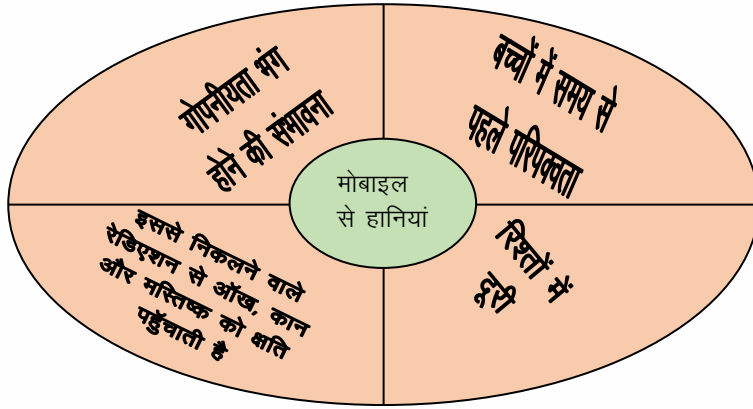 गोपनीयता भंग
होने की संभावना
बच्चों में समय से
पहले परिपक्वता
मोबाइल
से हानियां
इससे निकलने वाले
रेडिएशन से ऑंख, कान
और मस्तिष्क को क्षति
पहुॅचाती है
रिश्तों में
दूरी